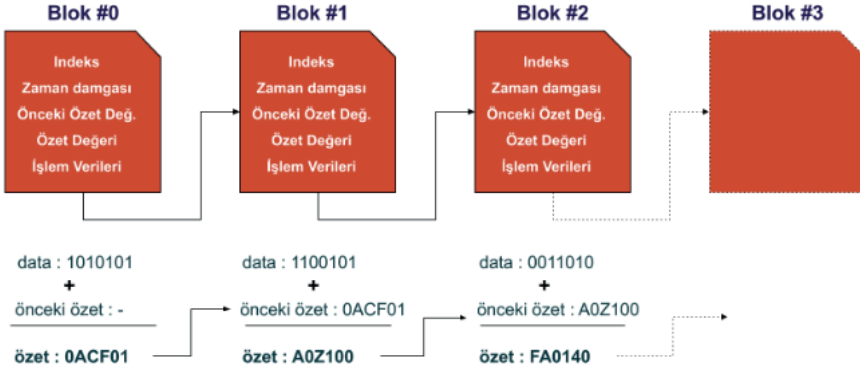 Blok #0
Blok #1
Blok #2
Blok #3
Indeks
Zaman damgası
Önceki Özet Değ.
Özet Değeri
İşlem Verileri
Indeks
Zaman damgası
Önceki Özet Değ.
Özet Değeri
İşlem Verileri
Indeks
Zaman damgası
Önceki Özet Değ.
Özet Değeri
İşlem Verileri
data : 1010101
+
önceki özet : -
özet : 0ACF01
data : 1100101
+
önceki özet : 0ACF01
özet : A0Z100
data : 0011010
+
önceki özet : A0Z100
özet : FA0140